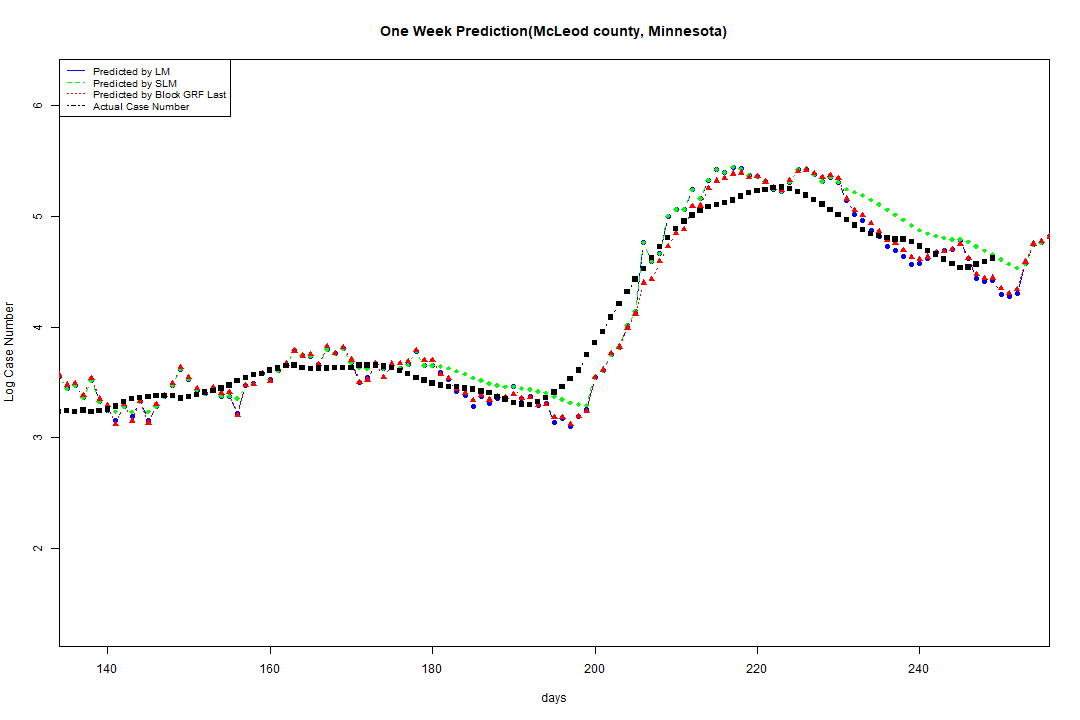 One Week Prediction(McLeod county, Minnesota)
Predicted by LM
Predicted by SLM
Predicted by Block GRF Last
Actual Case Number
6
5
4
3
2
Log Case Number
140 160 180 200 220 240
days